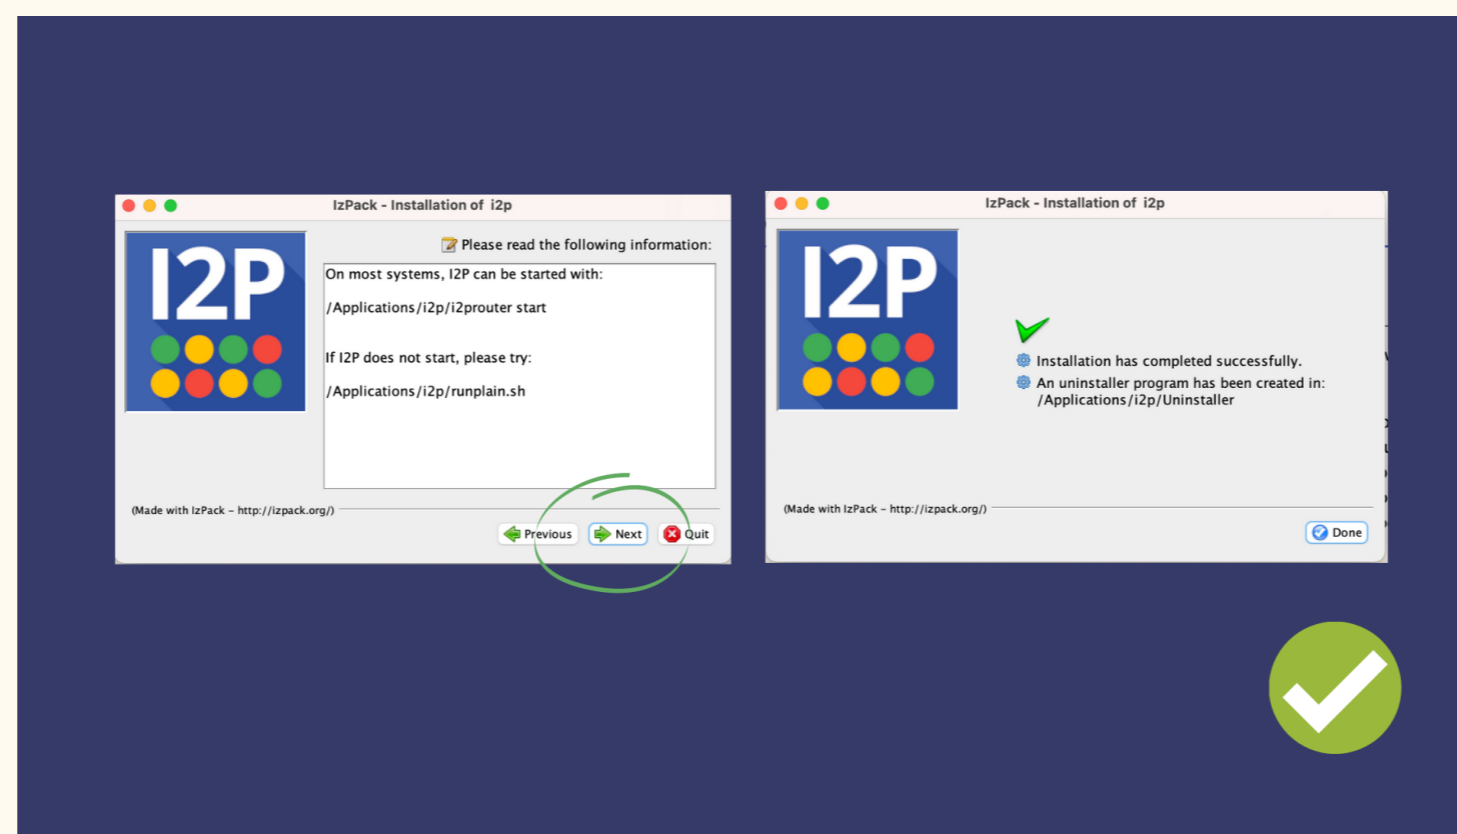 IzPack - Installation of i2p
I2P
Please read the following information:
On most systems, I2P can be started with:
/Applications/i2p/i2prouter start
If I2P does not start, please try:
/Applications/i2p/runplain.sh
(Made with IzPack - http://izpack.org/)
Previous
Next
Quit
IzPack - Installation of i2p
I2P
Installation has completed successfully.
An uninstaller program has been created in:
/Applications/i2p/Uninstaller
(Made with IzPack - http://izpack.org/)
Done